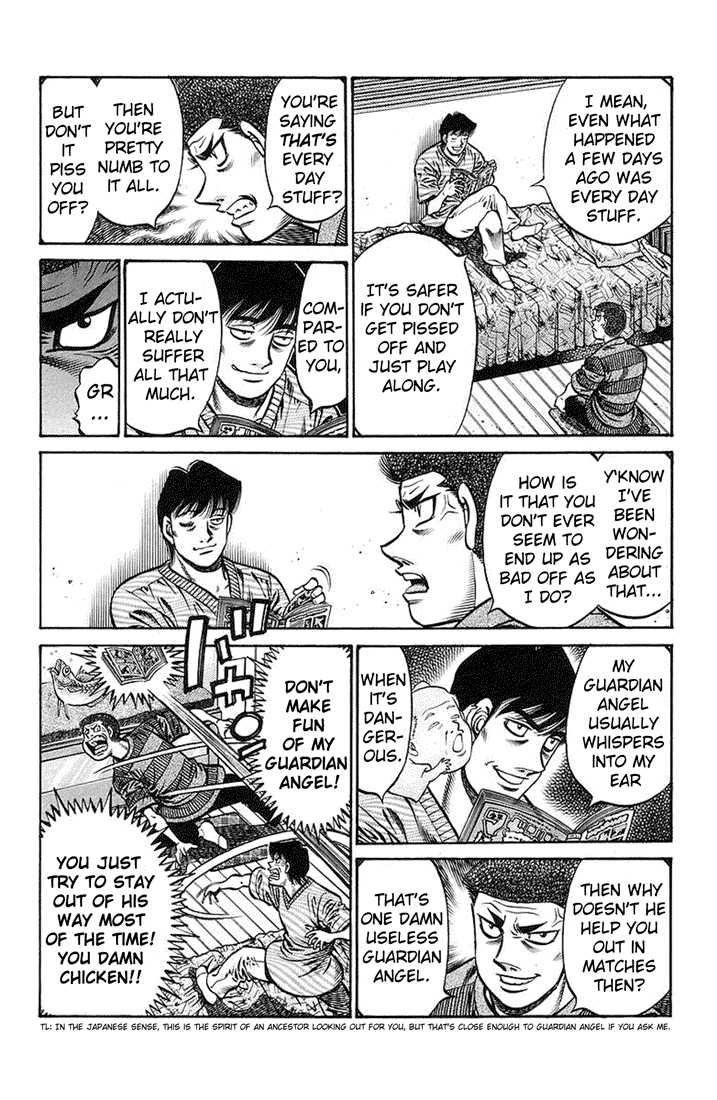 I MEAN,
EVEN WHAT
HAPPENED
A FEW DAYS
AGO WAS
EVERY DAY
STUFF.
IT'S SAFER
IF YOU DON'T
GET PISSED
OFF AND
JUST PLAY
ALONG.
YOU'RE
SAYING
THAT'S
EVERY
DAY
STUFF?
THEN
YOU'RE
PRETTY
NUMB TO
IT ALL.
BUT
DON'T
IT
PISS
YOU
OFF?
COM-
PAR-
ED TO
YOU,
I ACTU-
ALLY DON'T
REALLY
SUFFER
ALL THAT
MUCH.
GR
...
Y'KNOW
I'VE
BEEN
WON-
DERING
ABOUT
THAT...
HOW IS
IT THAT YOU
DON'T EVER
SEEM TO
END UP AS
BAD OFF AS
I DO?
MY
GUARDIAN
ANGEL
USUALLY
WHISPERS
INTO MY
EAR
WHEN
IT'S
DAN-
GER-
OUS.
THEN WHY
DOESN'T HE
HELP YOU
OUT IN
MATCHES
THEN?
THAT'S
ONE DAMN
USELESS
GUARDIAN
ANGEL.
DON'T
MAKE
FUN
OF MY
GUARDIAN
ANGEL!
YOU JUST
TRY TO STAY
OUT OF HIS
WAY MOST
OF THE TIME!
YOU DAMN
CHICKEN!!
TL: IN THE JAPANESE SENSE, THIS IS THE SPIRIT OF AN ANCESTOR LOOKING OUT FOR YOU, BUT THAT'S CLOSE ENOUGH TO GUARDIAN ANGEL IF YOU ASK ME.